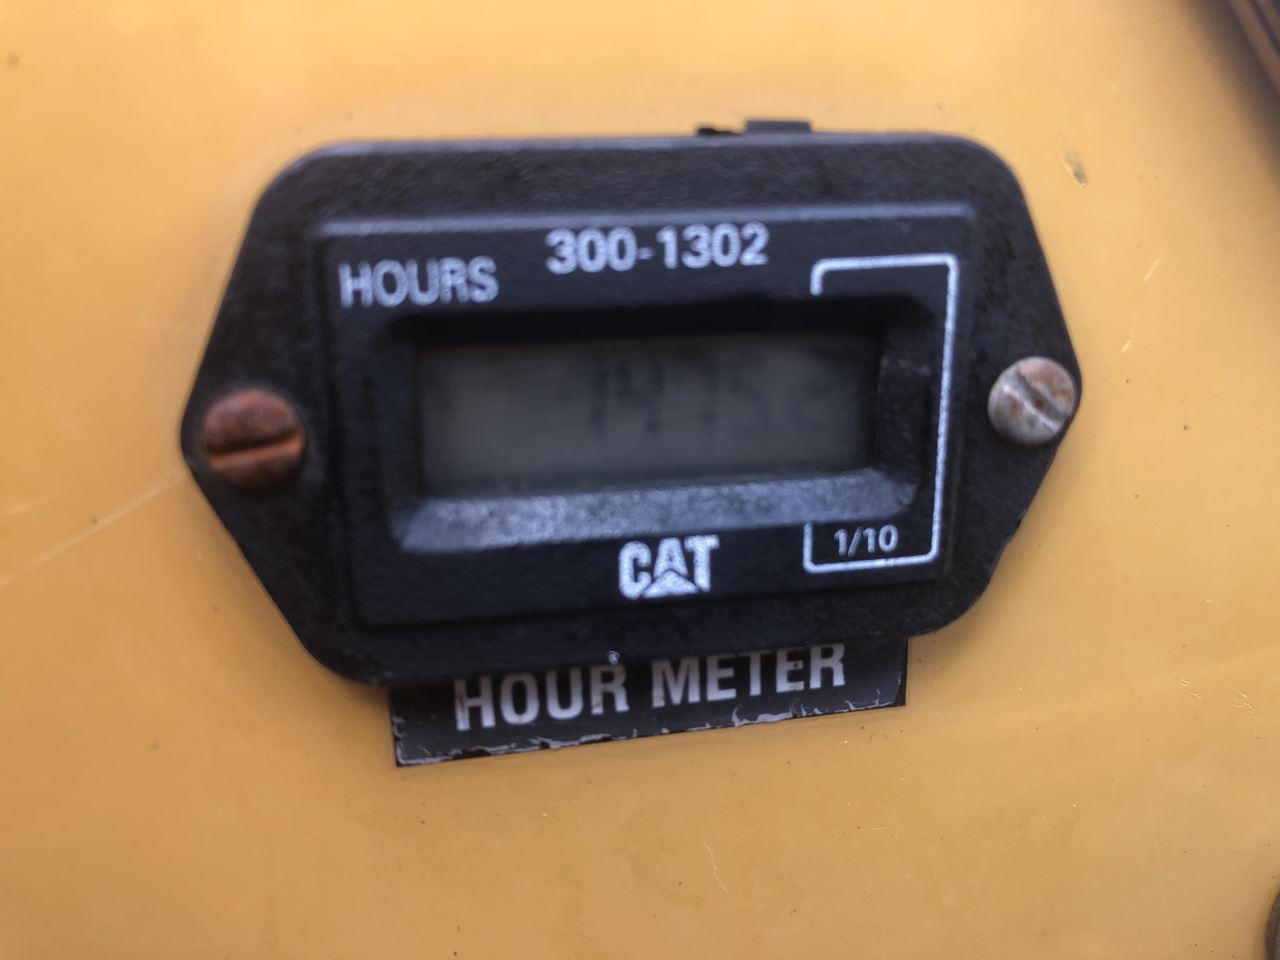 HOURS 300-1302
CAT
1/10
HOUR METER